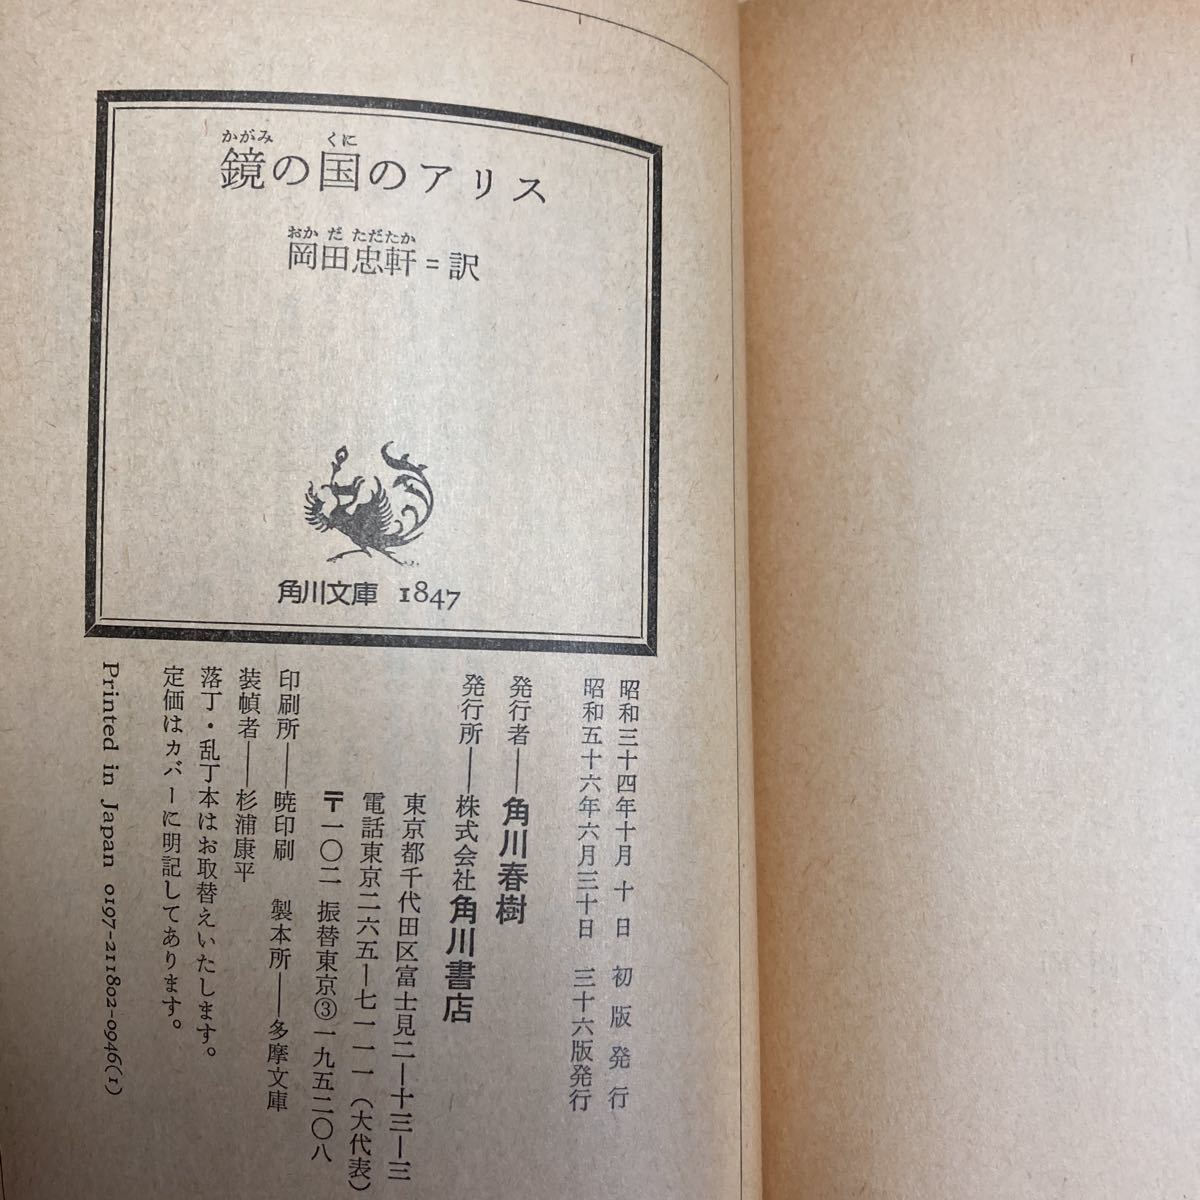 かがみ くに
鏡の国のアリス
おか だ ただたか
岡田忠軒=訳
角川文庫 1847
昭和三十四年十月十日 初版発行
昭和五十六年六月三十日 三十六版発行
発行者――角川春樹
発行所――株式会社角川書店
東京都千代田区富士見二―十三―三
電話東京二六五―七一一一(大代表)
〒一〇二 振替東京③一九五二〇八
印刷所――暁印刷 製本所――多摩文庫
装幀者――杉浦康平
落丁・乱丁本はお取替えいたします。
定価はカバーに明記してあります。
Printed in Japan 0197-211802-0946(1)